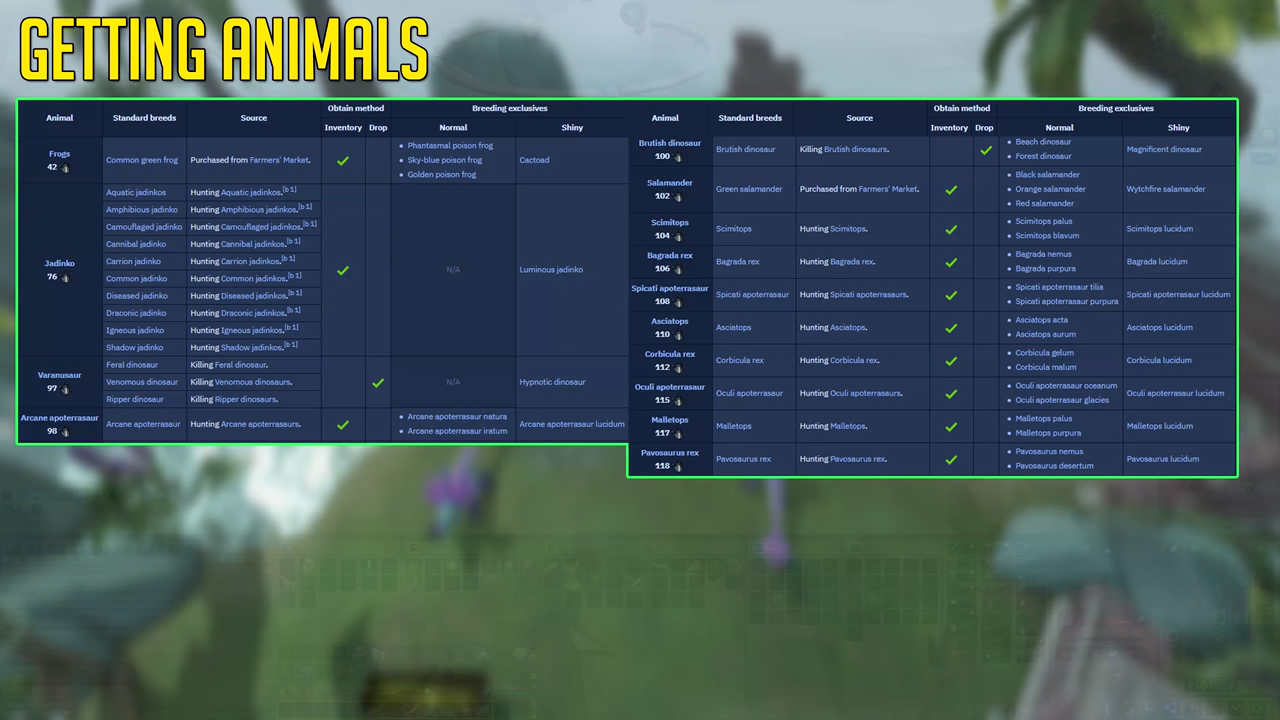 GETTING ANIMALS
Animal Standard breeds Source Obtain method Breeding exclusives
Inventory Drop Normal Shiny
Frogs
42
Common green frog Purchased from Farmers' Market.
• Phantasmal poison frog
• Sky-blue poison frog
• Golden poison frog
Cactoad
Jadinko
76
Aquatic jadinkos Hunting Aquatic jadinkos.[b 1]
Amphibious jadinko Hunting Amphibious jadinkos.[b 1]
Camouflaged jadinko Hunting Camouflaged jadinkos.[b 1]
Cannibal jadinko Hunting Cannibal jadinkos.[b 1]
Carrion jadinko Hunting Carrion jadinkos.[b 1]
Common jadinko Hunting Common jadinkos.[b 1]
Diseased jadinko Hunting Diseased jadinkos.[b 1]
Draconic jadinko Hunting Draconic jadinkos.[b 1]
Igneous jadinko Hunting Igneous jadinkos.[b 1]
Shadow jadinko Hunting Shadow jadinkos.[b 1]
N/A
Luminous jadinko
Varanusaur
97
Feral dinosaur Killing Feral dinosaur.
Venomous dinosaur Killing Venomous dinosaurs.
Ripper dinosaur Killing Ripper dinosaurs.
N/A
Hypnotic dinosaur
Arcane apoterrasaur
98
Arcane apoterrasaur Hunting Arcane apoterrasaurs.
• Arcane apoterrasaur natura
• Arcane apoterrasaur iratum
Arcane apoterrasaur lucidum
Animal Standard breeds Source Obtain method Breeding exclusives
Inventory Drop Normal Shiny
Brutish dinosaur
100
Brutish dinosaur Killing Brutish dinosaurs.
• Beach dinosaur
• Forest dinosaur
Magnificent dinosaur
Salamander
102
Green salamander Purchased from Farmers' Market.
• Black salamander
• Orange salamander
• Red salamander
Wytchfire salamander
Scimitops
104
Scimitops Hunting Scimitops.
• Scimitops palus
• Scimitops blavum
Scimitops lucidum
Bagrada rex
106
Bagrada rex Hunting Bagrada rex.
• Bagrada nemus
• Bagrada purpura
Bagrada lucidum
Spicati apoterrasaur
108
Spicati apoterrasaur Hunting Spicati apoterrasaurs.
• Spicati apoterrasaur tilia
• Spicati apoterrasaur purpura
Spicati apoterrasaur lucidum
Asciatops
110
Asciatops Hunting Asciatops.
• Asciatops acta
• Asciatops aurum
Asciatops lucidum
Corbicula rex
112
Corbicula rex Hunting Corbicula rex.
• Corbicula gelum
• Corbicula malum
Corbicula lucidum
Oculi apoterrasaur
115
Oculi apoterrasaur Hunting Oculi apoterrasaurs.
• Oculi apoterrasaur oceanum
• Oculi apoterrasaur glacies
Oculi apoterrasaur lucidum
Malletops
117
Malletops Hunting Malletops.
• Malletops palus
• Malletops purpura
Malletops lucidum
Pavosaurus rex
118
Pavosaurus rex Hunting Pavosaurus rex.
• Pavosaurus nemus
• Pavosaurus desertum
Pavosaurus lucidum